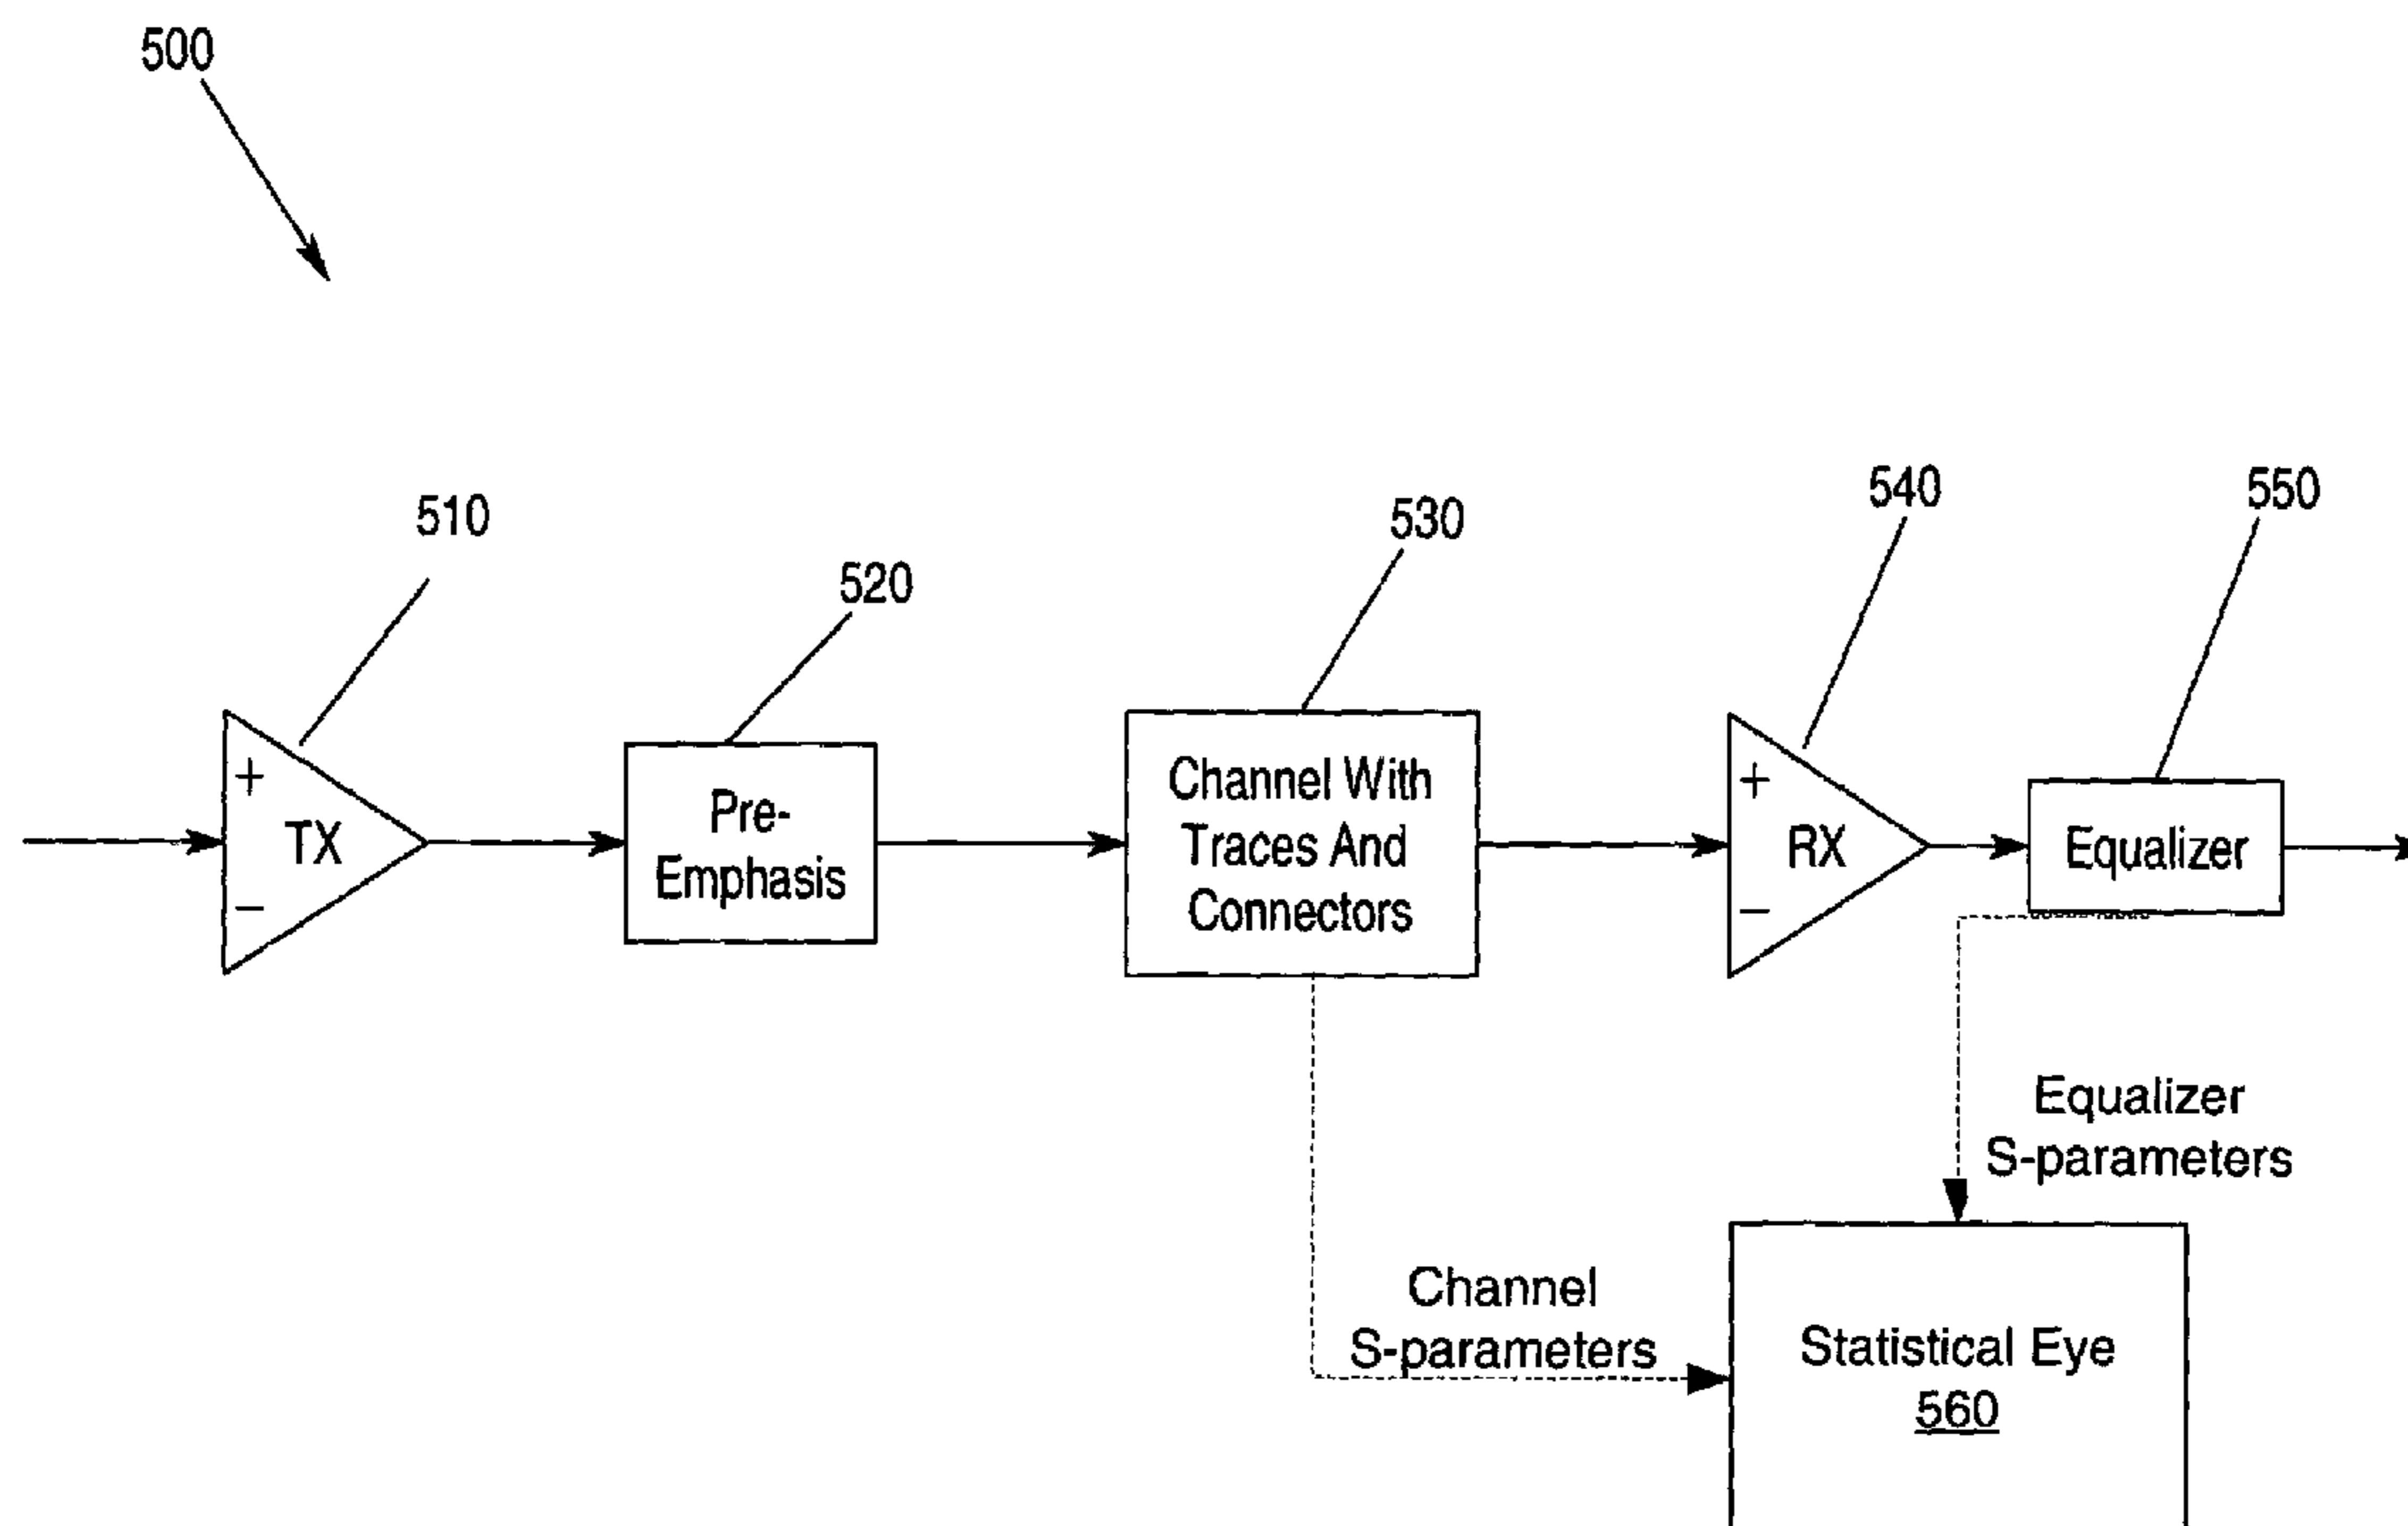 500
510
520
530
540
550
+
TX
−
Pre-
Emphasis
Channel With
Traces And
Connectors
+
RX
−
Equalizer
Equalizer
S-parameters
Channel
S-parameters
Statistical Eye
560